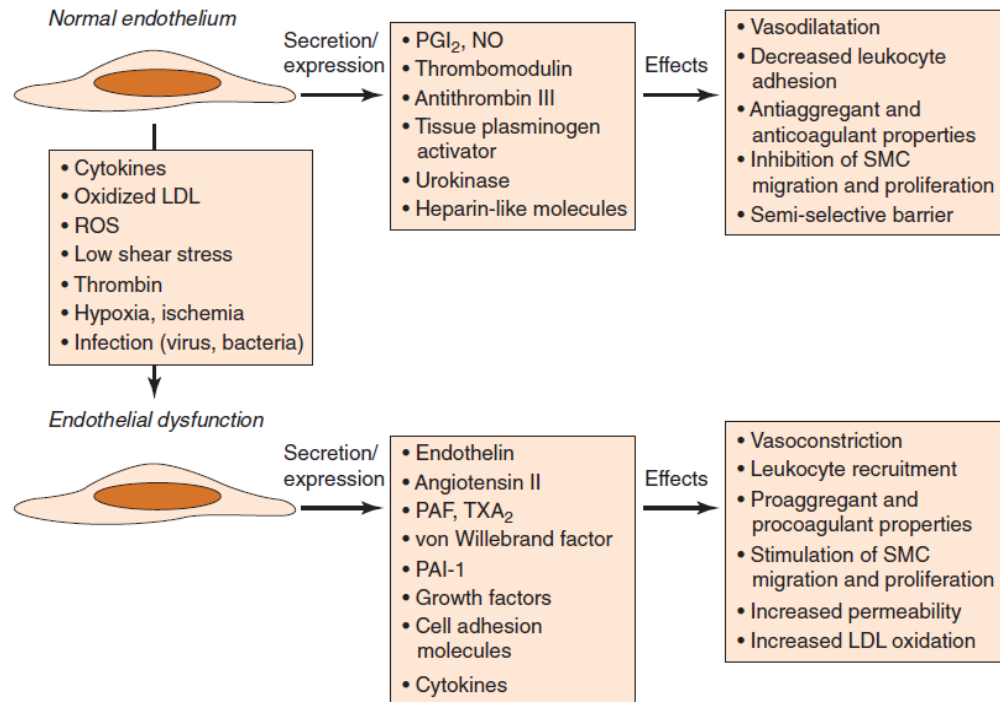 Normal endothelium
Secretion/
expression
• PGI₂, NO
• Thrombomodulin
• Antithrombin III
• Tissue plasminogen
activator
• Urokinase
• Heparin-like molecules
Effects
• Vasodilatation
• Decreased leukocyte
adhesion
• Antiaggregant and
anticoagulant properties
• Inhibition of SMC
migration and proliferation
• Semi-selective barrier
• Cytokines
• Oxidized LDL
• ROS
• Low shear stress
• Thrombin
• Hypoxia, ischemia
• Infection (virus, bacteria)
Endothelial dysfunction
Secretion/
expression
• Endothelin
• Angiotensin II
• PAF, TXA₂
• von Willebrand factor
• PAI-1
• Growth factors
• Cell adhesion
molecules
• Cytokines
Effects
• Vasoconstriction
• Leukocyte recruitment
• Proaggregant and
procoagulant properties
• Stimulation of SMC
migration and proliferation
• Increased permeability
• Increased LDL oxidation